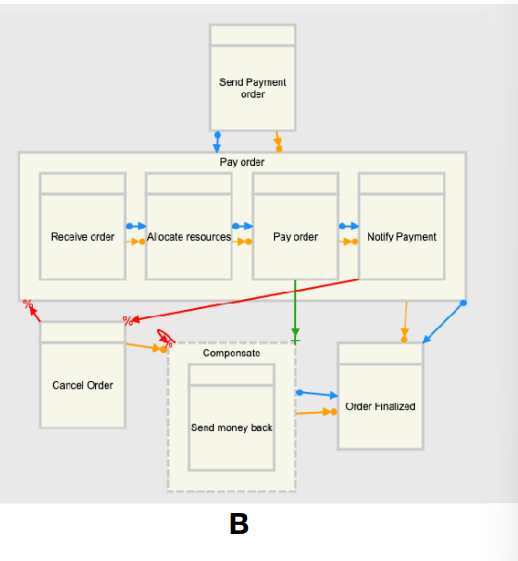 Send Payment
order
Pay order
Receive order
Allocate resources
Pay order
Notify Payment
%
%
%
Compensate
Cancel Order
Send money back
Order Finalized
B